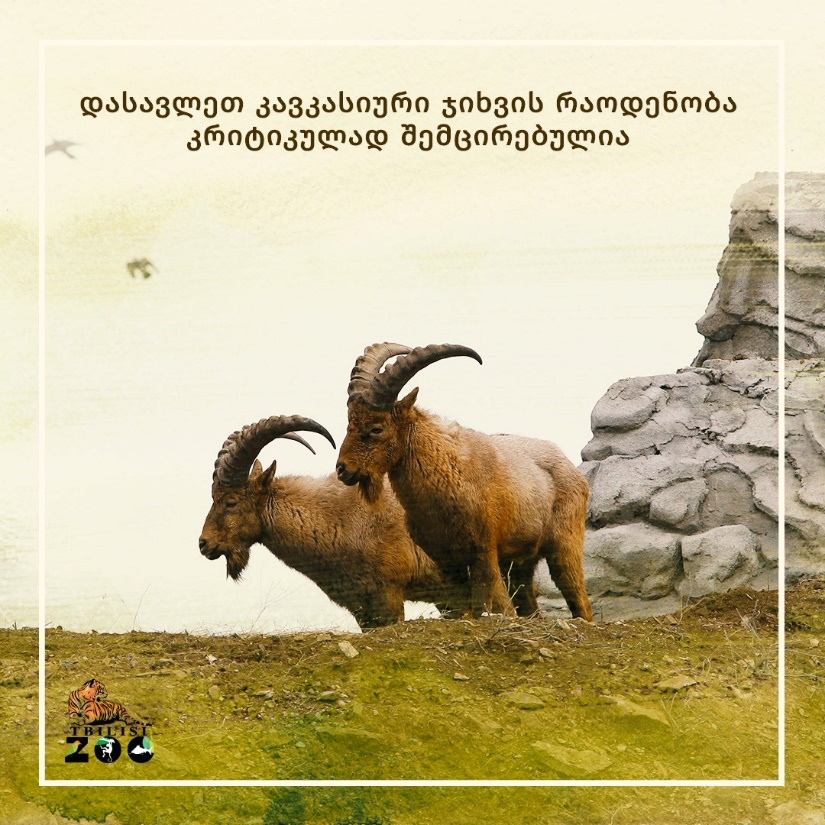 დასავლეთ კავკასიური ჯიხვის რაოდენობა
კრიტიკულად შემცირებულია
TBILISI
ZOO